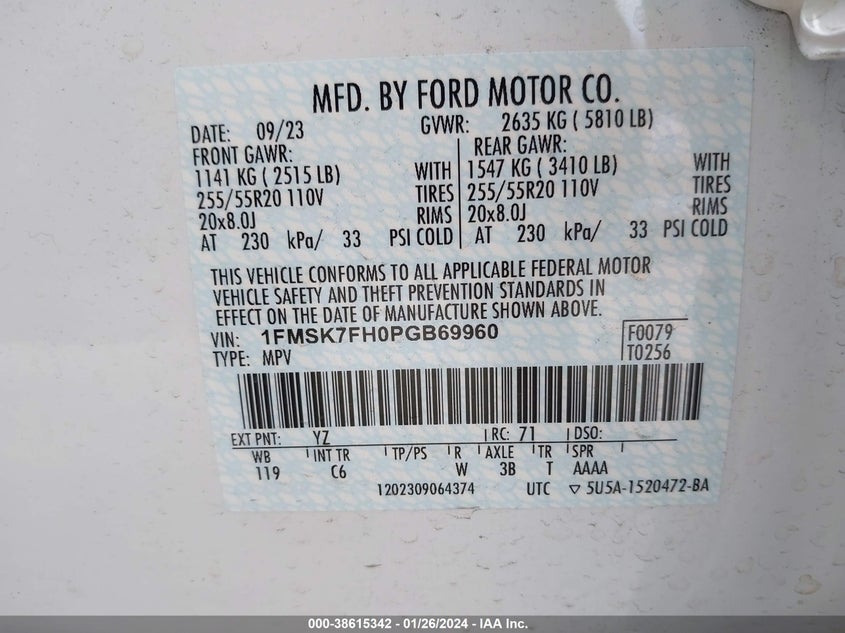 MFD. BY FORD MOTOR CO.
DATE: 09/23 GVWR: 2635 KG ( 5810 LB)
FRONT GAWR: REAR GAWR:
1141 KG ( 2515 LB) WITH 1547 KG ( 3410 LB) WITH
255/55R20 110V TIRES 255/55R20 110V TIRES
20x8.0J RIMS 20x8.0J RIMS
AT 230 kPa/ 33 PSI COLD AT 230 kPa/ 33 PSI COLD
THIS VEHICLE CONFORMS TO ALL APPLICABLE FEDERAL MOTOR
VEHICLE SAFETY AND THEFT PREVENTION STANDARDS IN
EFFECT ON THE DATE OF MANUFACTURE SHOWN ABOVE.
VIN: 1FMSK7FH0PGB69960 F0079
TYPE: MPV T0256
EXT PNT: YZ RC: 71 DSO:
WB INT TR TP/PS R AXLE TR SPR
119 C6 W 3B T AAAA
1202309064374 UTC ▽ 5U5A-1520472-BA
000-38615342 - 01/26/2024 - IAA Inc.